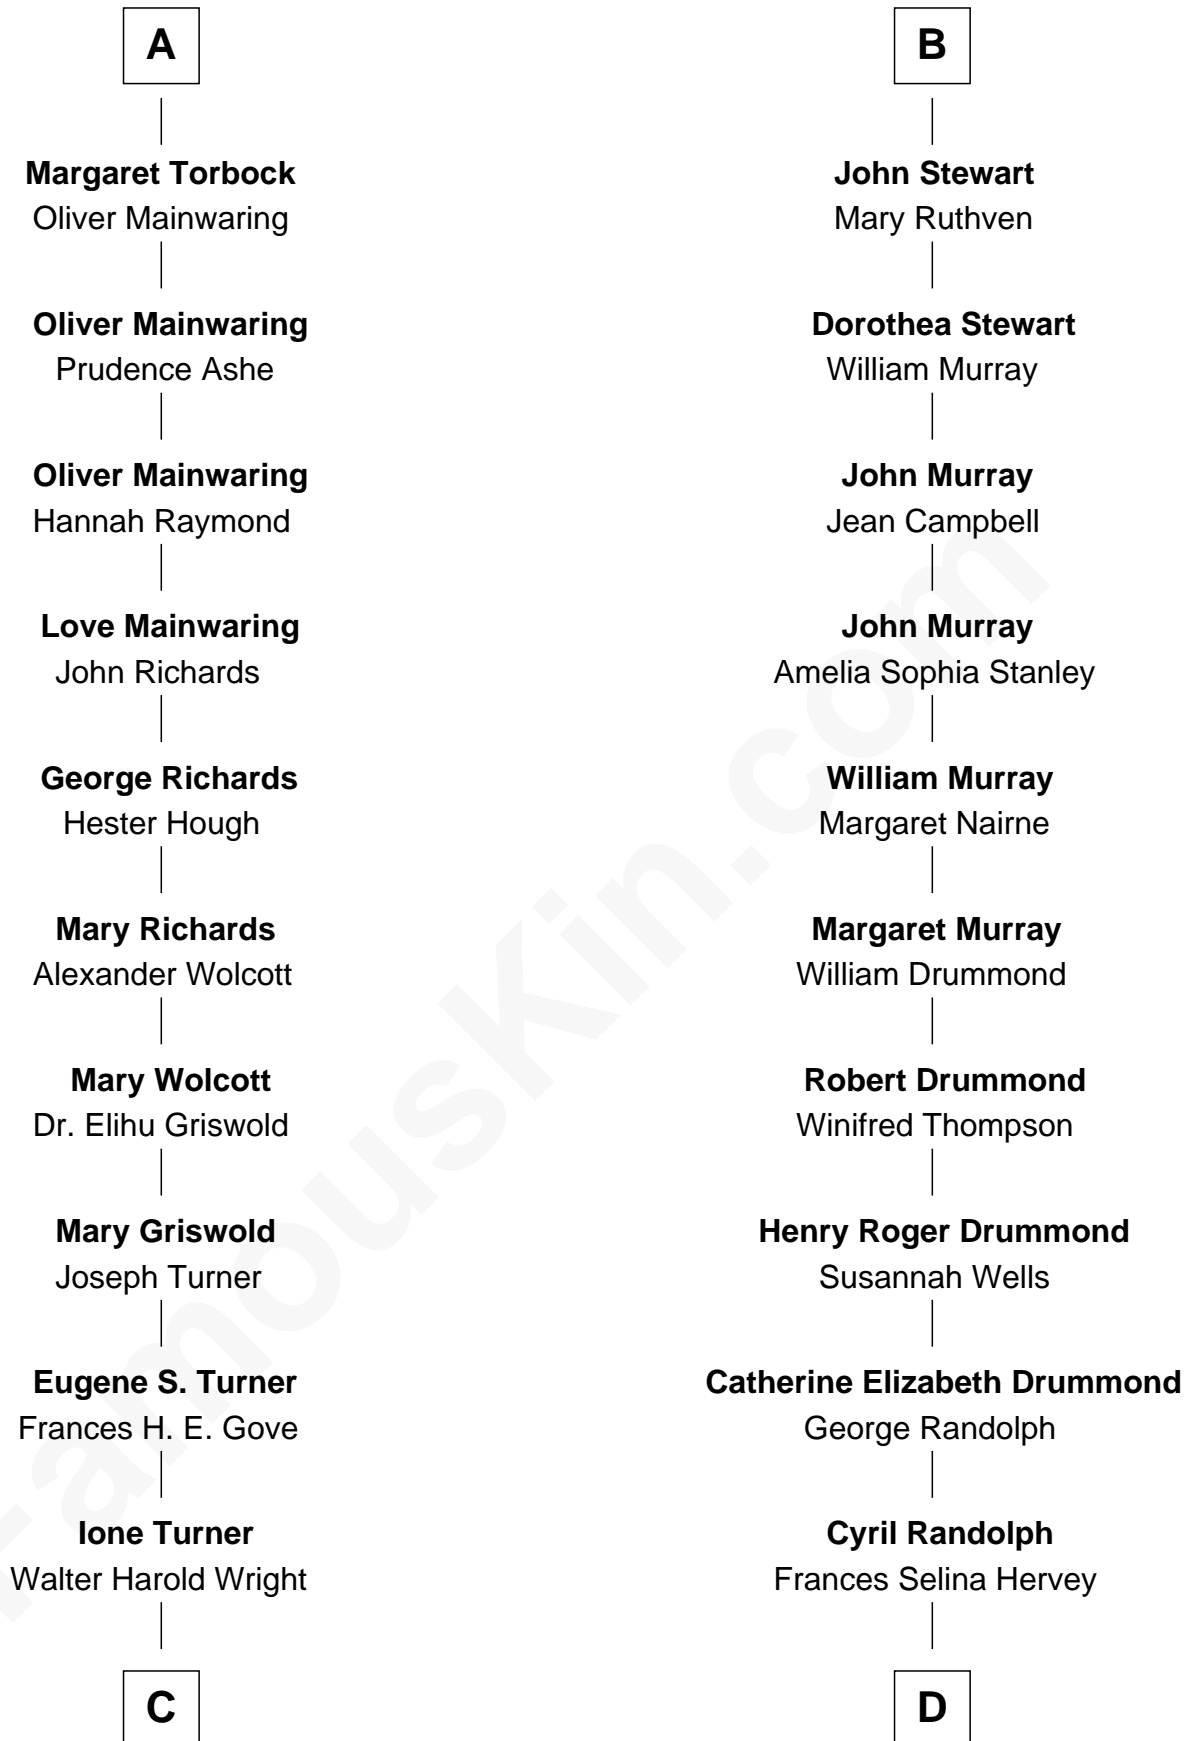 A
Margaret Torbock
Oliver Mainwaring
Oliver Mainwaring
Prudence Ashe
Oliver Mainwaring
Hannah Raymond
Love Mainwaring
John Richards
George Richards
Hester Hough
Mary Richards
Alexander Wolcott
Mary Wolcott
Dr. Elihu Griswold
Mary Griswold
Joseph Turner
Eugene S. Turner
Frances H. E. Gove
Ione Turner
Walter Harold Wright
C
B
John Stewart
Mary Ruthven
Dorothea Stewart
William Murray
John Murray
Jean Campbell
John Murray
Amelia Sophia Stanley
William Murray
Margaret Nairne
Margaret Murray
William Drummond
Robert Drummond
Winifred Thompson
Henry Roger Drummond
Susannah Wells
Catherine Elizabeth Drummond
George Randolph
Cyril Randolph
Frances Selina Hervey
D
FamousKin.com